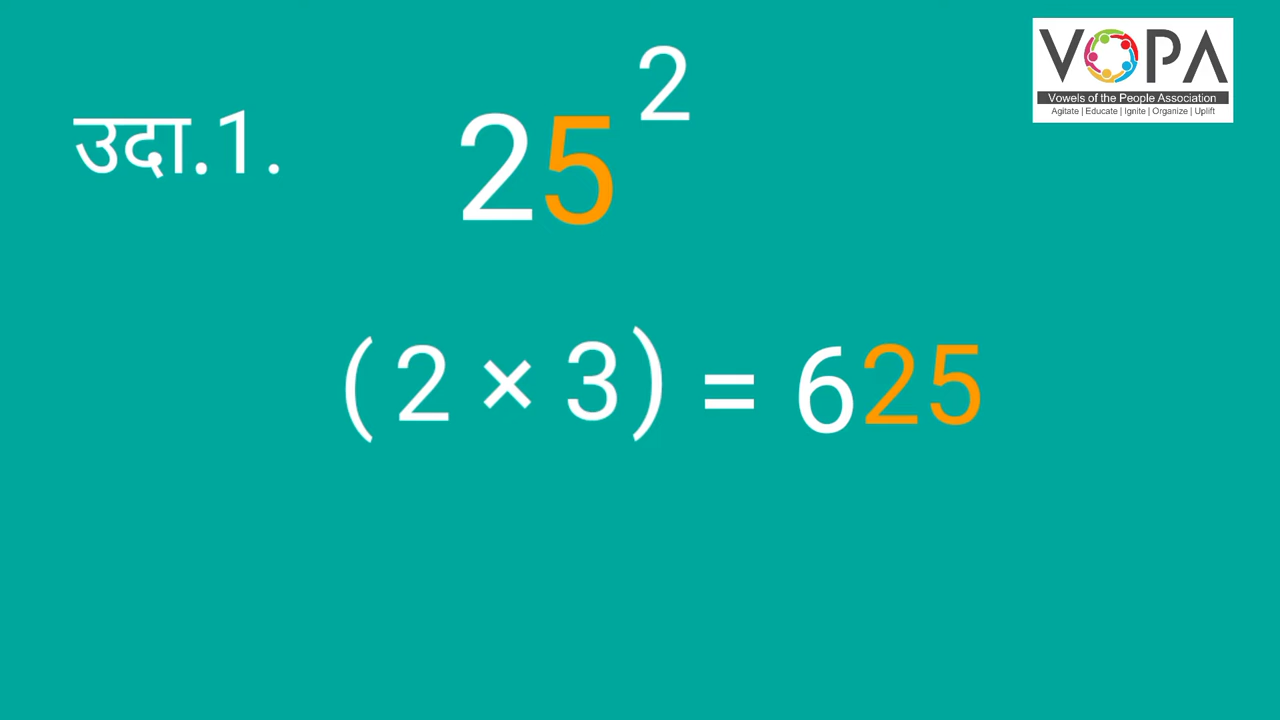 VOPA
Vowels of the People Association
Agitate | Educate | Ignite | Organize | Uplift
उदा.1. 25²
(2 × 3) = 625